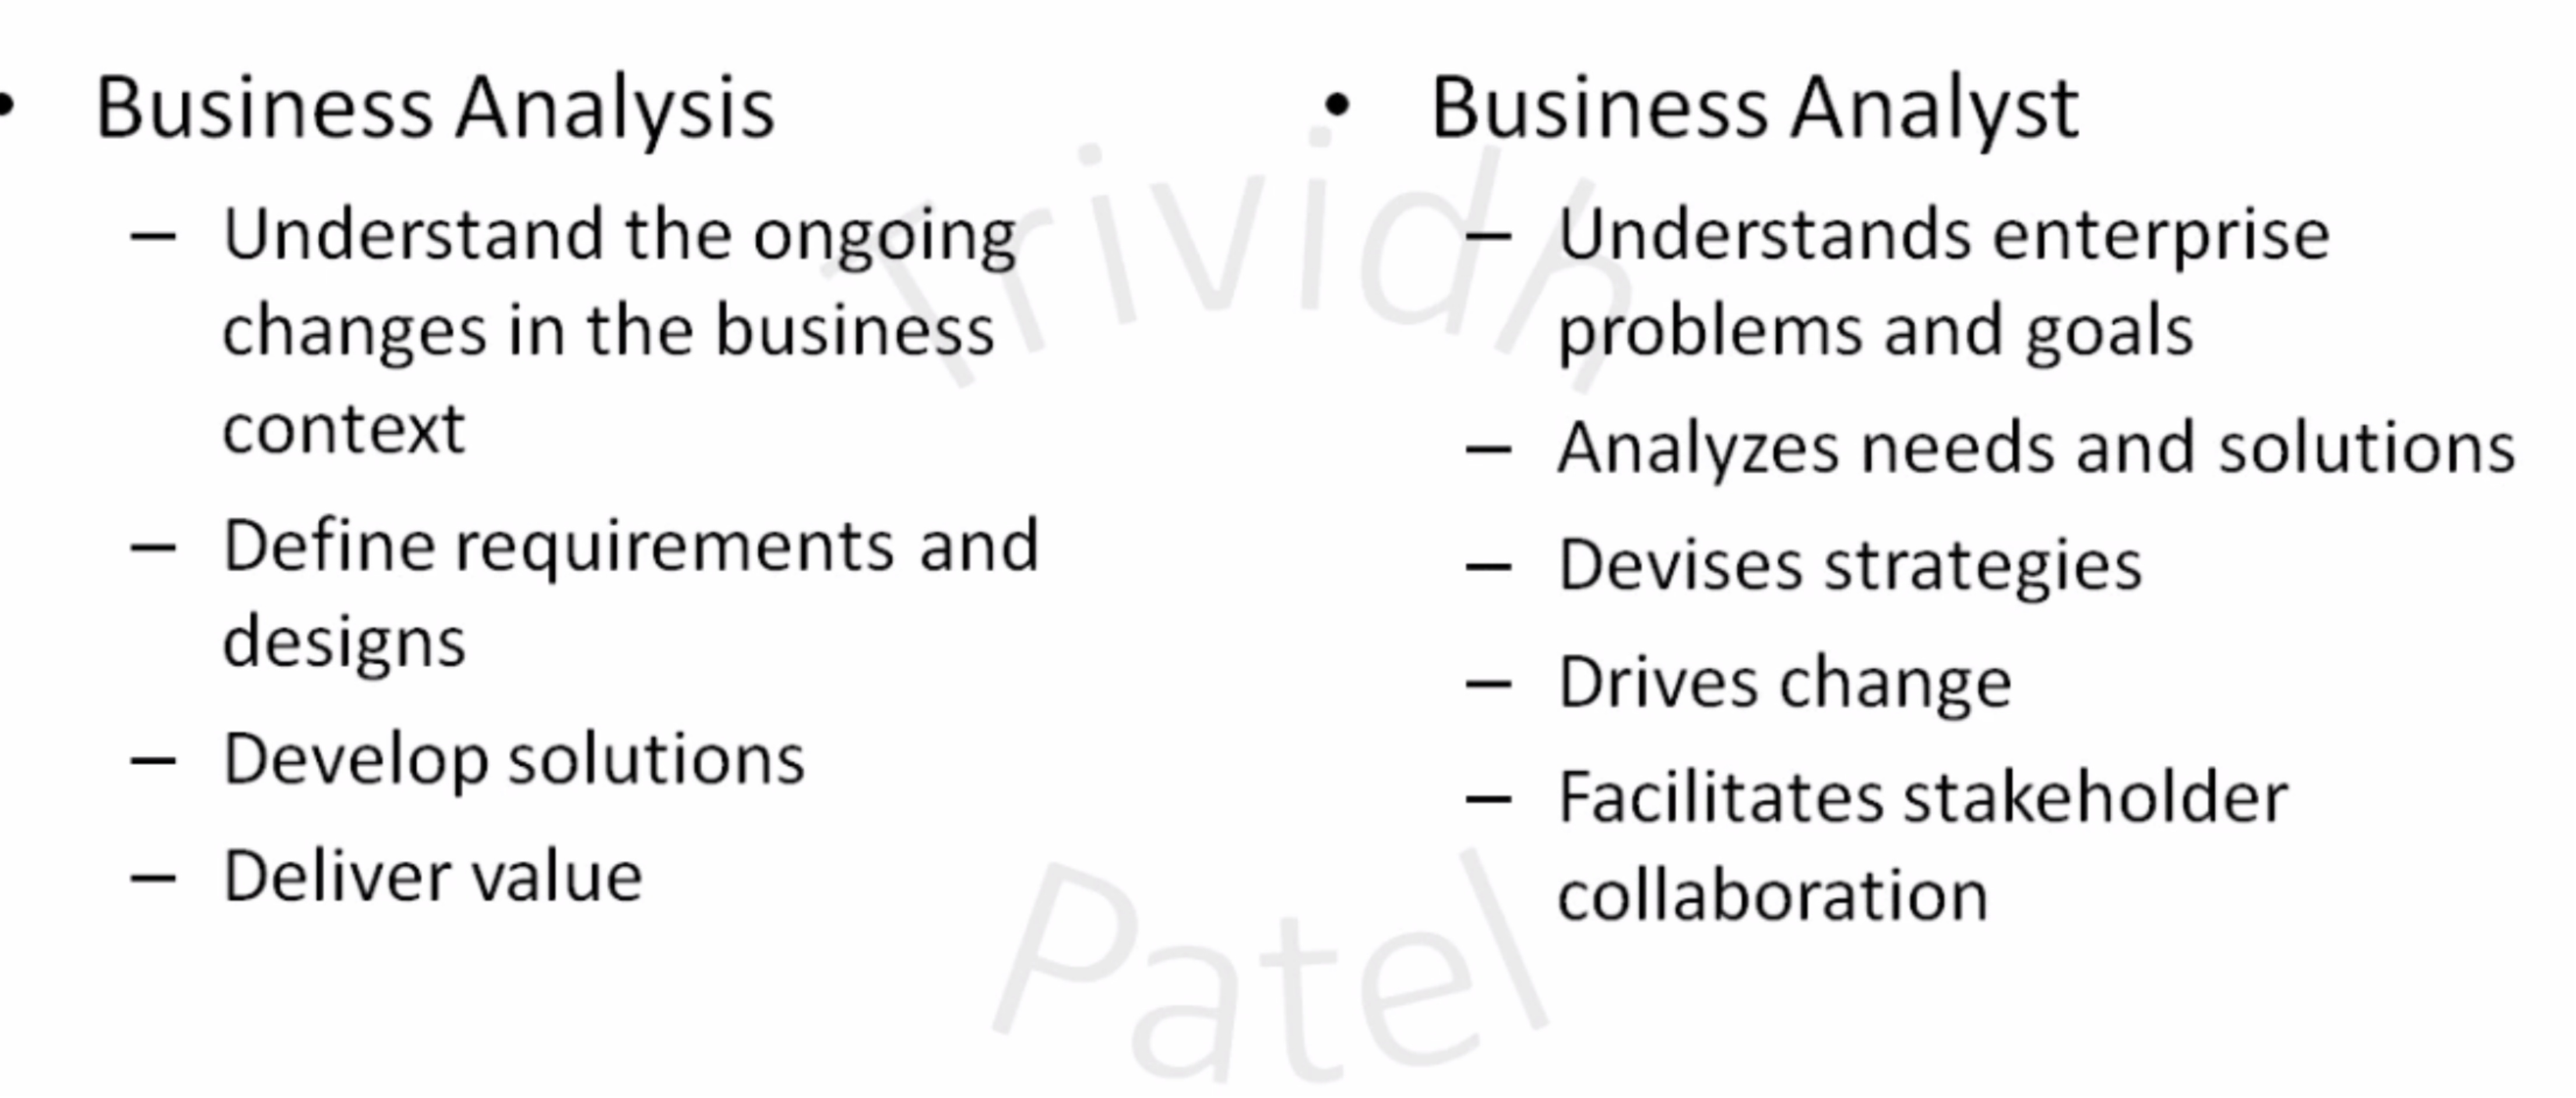 • Business Analysis
– Understand the ongoing
changes in the business
context
– Define requirements and
designs
– Develop solutions
– Deliver value
• Business Analyst
– Understands enterprise
problems and goals
– Analyzes needs and solutions
– Devises strategies
– Drives change
– Facilitates stakeholder
collaboration
Trividh
Patel